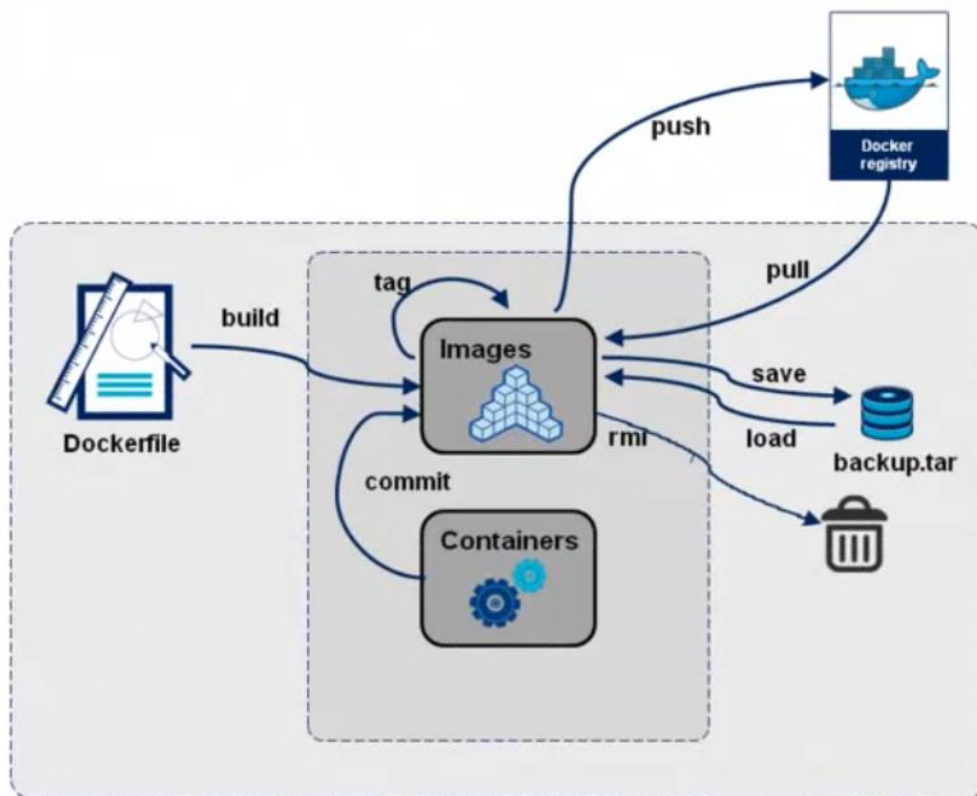 push
Docker
registry
tag
pull
build
Images
save
Dockerfile
rmi
load
backup.tar
commit
Containers